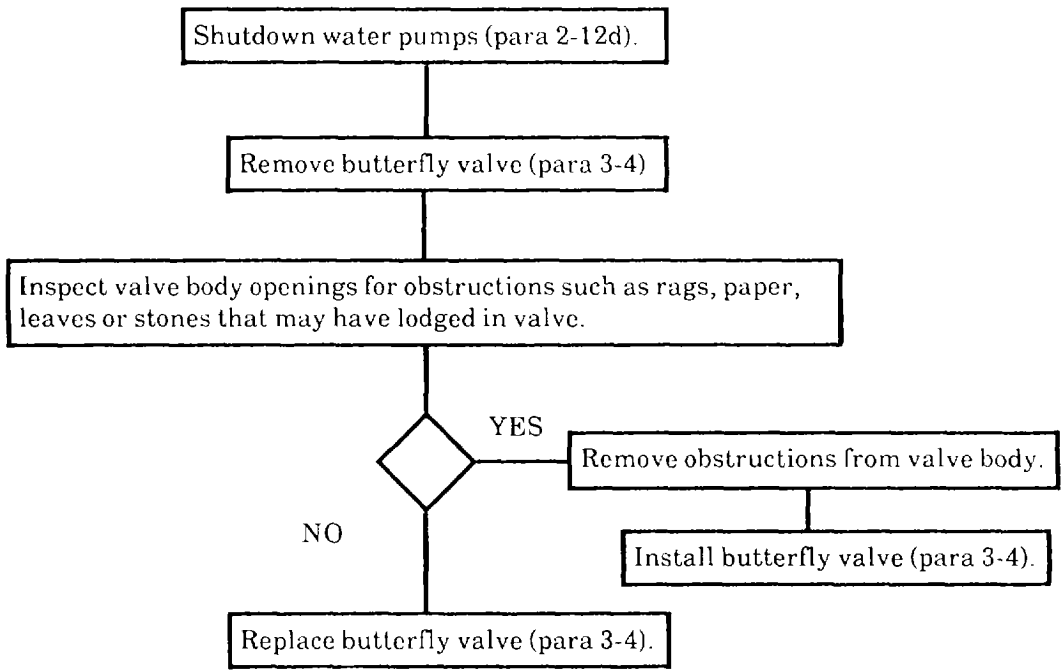 Shutdown water pumps (para 2-12d).
Remove butterfly valve (para 3-4)
Inspect valve body openings for obstructions such as rags, paper,
leaves or stones that may have lodged in valve.
YES
Remove obstructions from valve body.
NO
Install butterfly valve (para 3-4).
Replace butterfly valve (para 3-4).